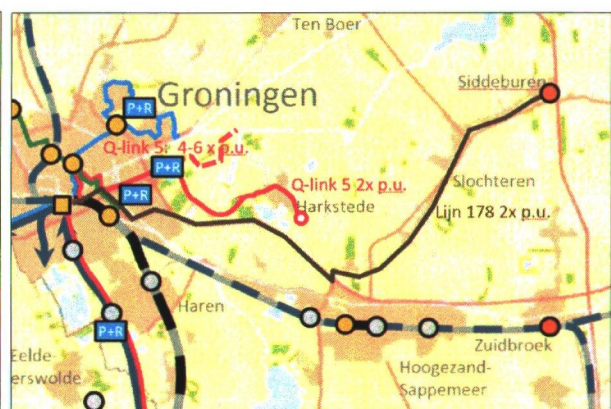 Ten Boer
Siddeburen
P+R
Groningen
Q-link 5: 4-6 x p.u.
P+R
P+R
Q-link 5 2x p.u.
Slochteren
Harkstede
Lijn 178 2x p.u.
Haren
P+R
Zuidbroek
Eelde
erswolde
Hoogezand-
Sappemeer